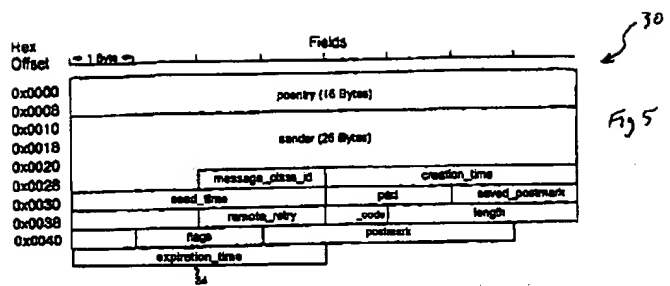 30
Hex Offset
Fields
1 Byte
Fig 5
0x0000
poentry (16 Bytes)
0x0008
0x0010
sender (26 Bytes)
0x0018
0x0020
message_class_id
creation_time
0x0028
send_time
pad
saved_postmark
0x0030
remote_retry
_code
length
0x0038
flags
postmark
0x0040
expiration_time
34